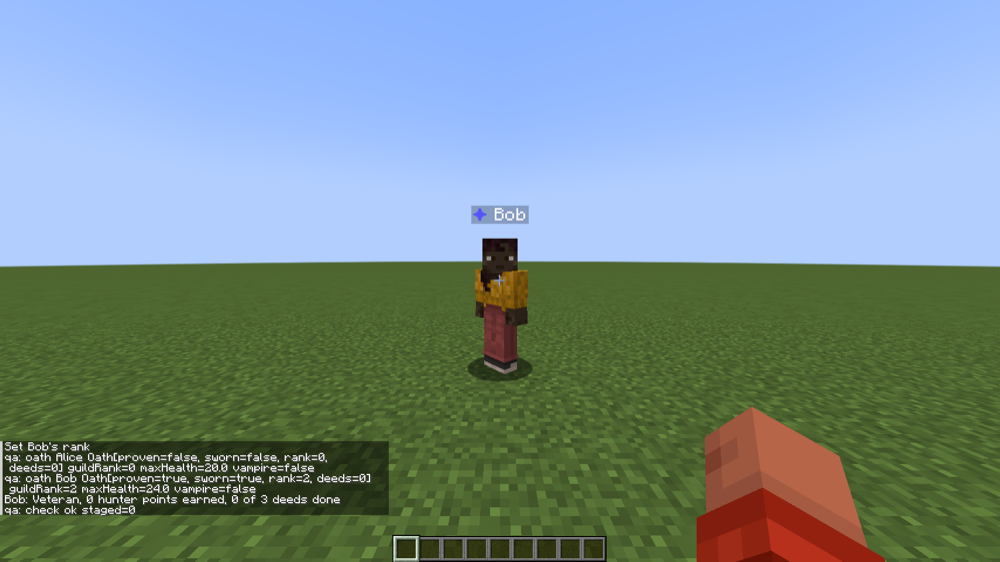 ✦ Bob
Set Bob's rank
qa: oath Alice Oath[proven=false, sworn=false, rank=0,
deeds=0] guildRank=0 maxHealth=20.0 vampire=false
qa: oath Bob Oath[proven=true, sworn=true, rank=2, deeds=0]
guildRank=2 maxHealth=24.0 vampire=false
Bob: Veteran, 0 hunter points earned, 0 of 3 deeds done
qa: check ok staged=0